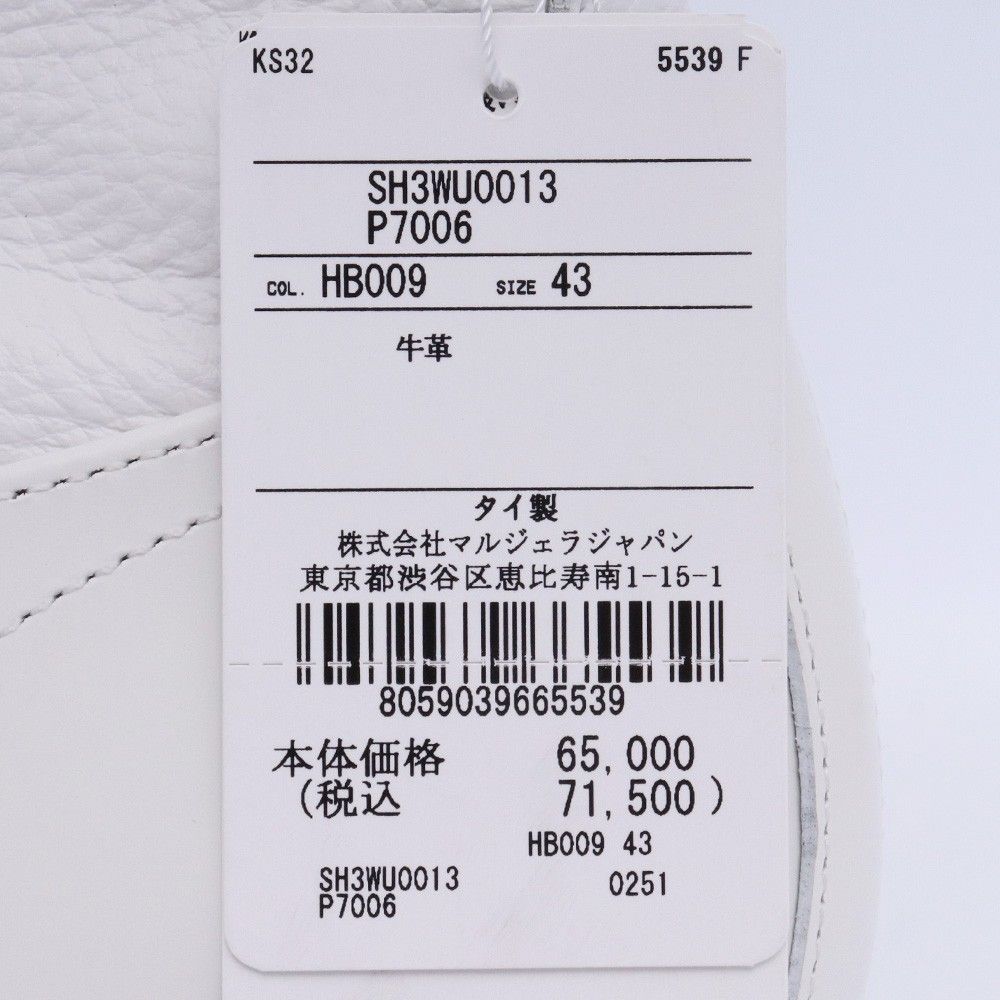 KS32 5539 F
SH3WU0013
P7006
COL. HB009 SIZE 43
牛革
タイ製
株式会社マルジェラジャパン
東京都渋谷区恵比寿南1-15-1
8059039665539
本体価格 65,000
(税込 71,500)
HB009 43
SH3WU0013 0251
P7006